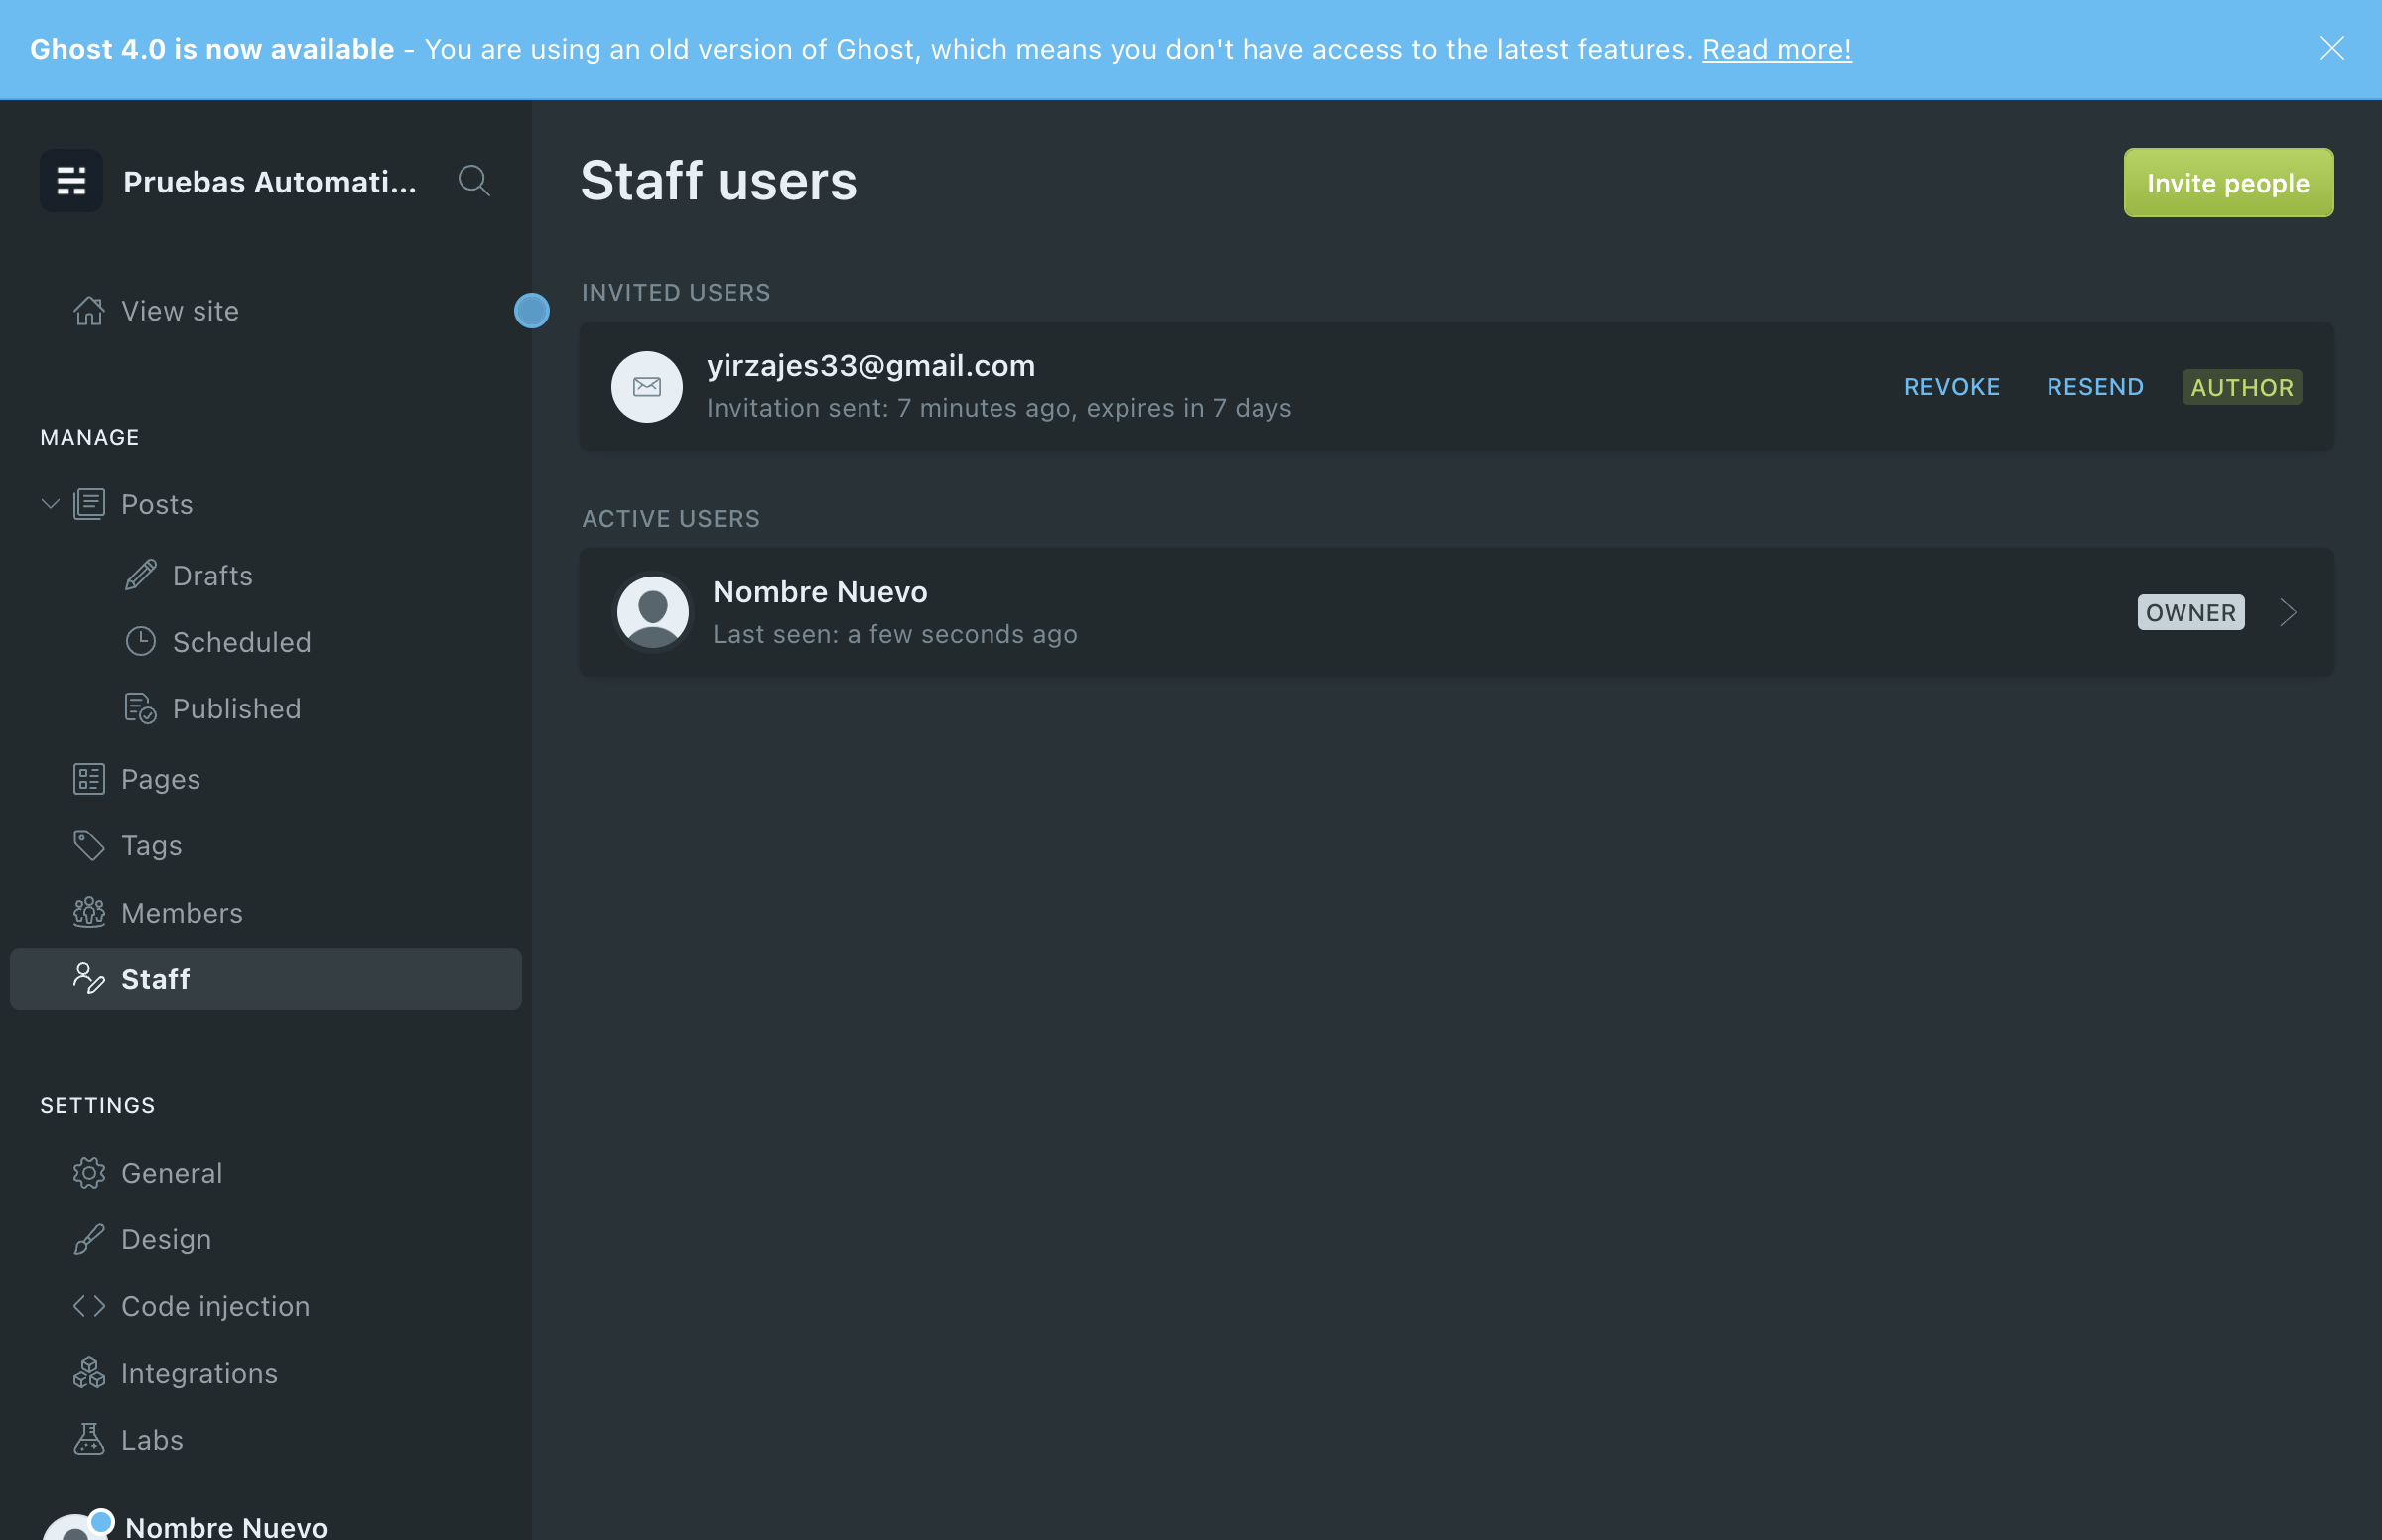 Ghost 4.0 is now available - You are using an old version of Ghost, which means you don't have access to the latest features. Read more!
Pruebas Automati...
View site
MANAGE
Posts
Drafts
Scheduled
Published
Pages
Tags
Members
Staff
SETTINGS
General
Design
Code injection
Integrations
Labs
Nombre Nuevo
Staff users
Invite people
INVITED USERS
yirzajes33@gmail.com
Invitation sent: 7 minutes ago, expires in 7 days
REVOKE
RESEND
AUTHOR
ACTIVE USERS
Nombre Nuevo
Last seen: a few seconds ago
OWNER